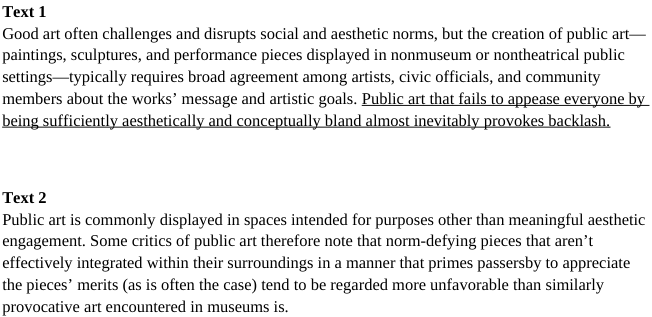 Text 1
Good art often challenges and disrupts social and aesthetic norms, but the creation of public art—
paintings, sculptures, and performance pieces displayed in nonmuseum or nontheatrical public
settings—typically requires broad agreement among artists, civic officials, and community
members about the works’ message and artistic goals. Public art that fails to appease everyone by
being sufficiently aesthetically and conceptually bland almost inevitably provokes backlash.
Text 2
Public art is commonly displayed in spaces intended for purposes other than meaningful aesthetic
engagement. Some critics of public art therefore note that norm-defying pieces that aren’t
effectively integrated within their surroundings in a manner that primes passersby to appreciate
the pieces’ merits (as is often the case) tend to be regarded more unfavorable than similarly
provocative art encountered in museums is.